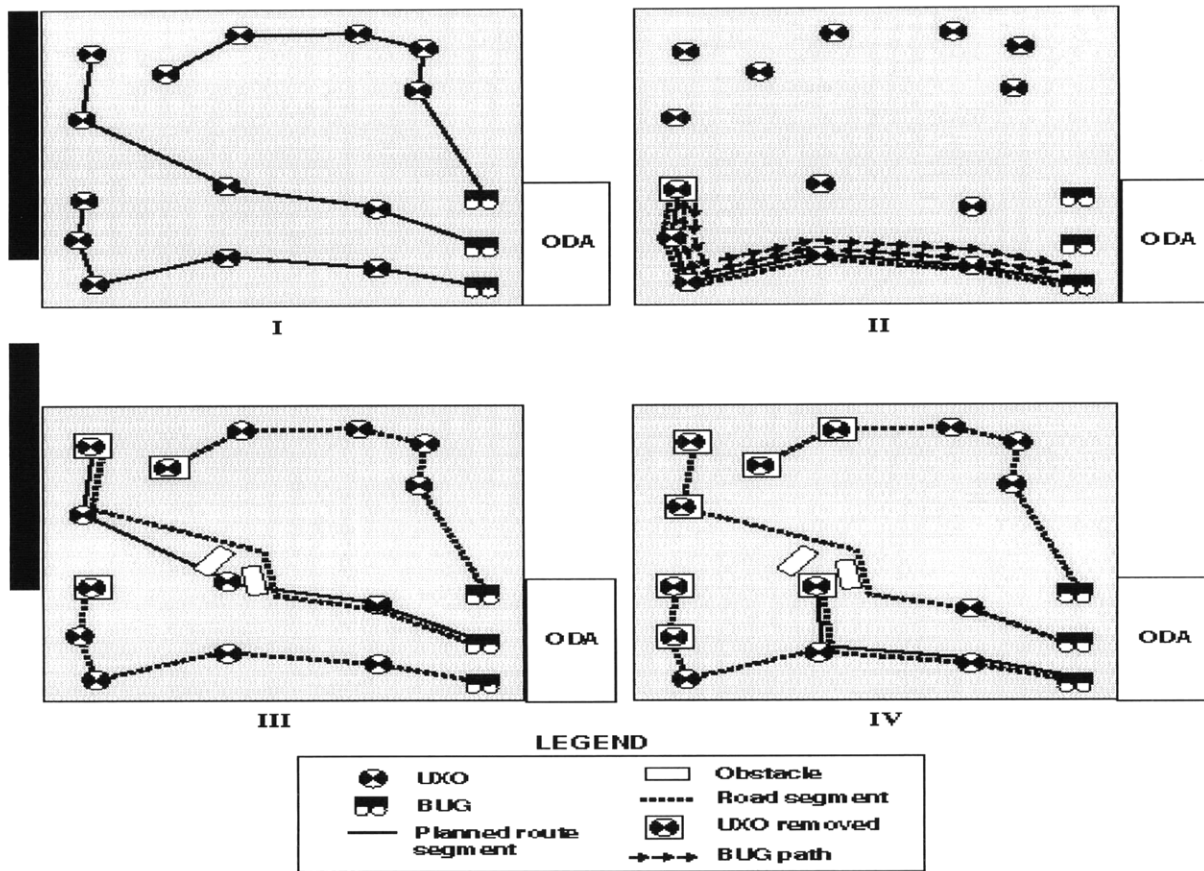 ODA
ODA
I
II
ODA
ODA
III
IV
LEGEND
UXO
Obstacle
BUG
Road segment
Planned route
segment
UXO removed
BUG path